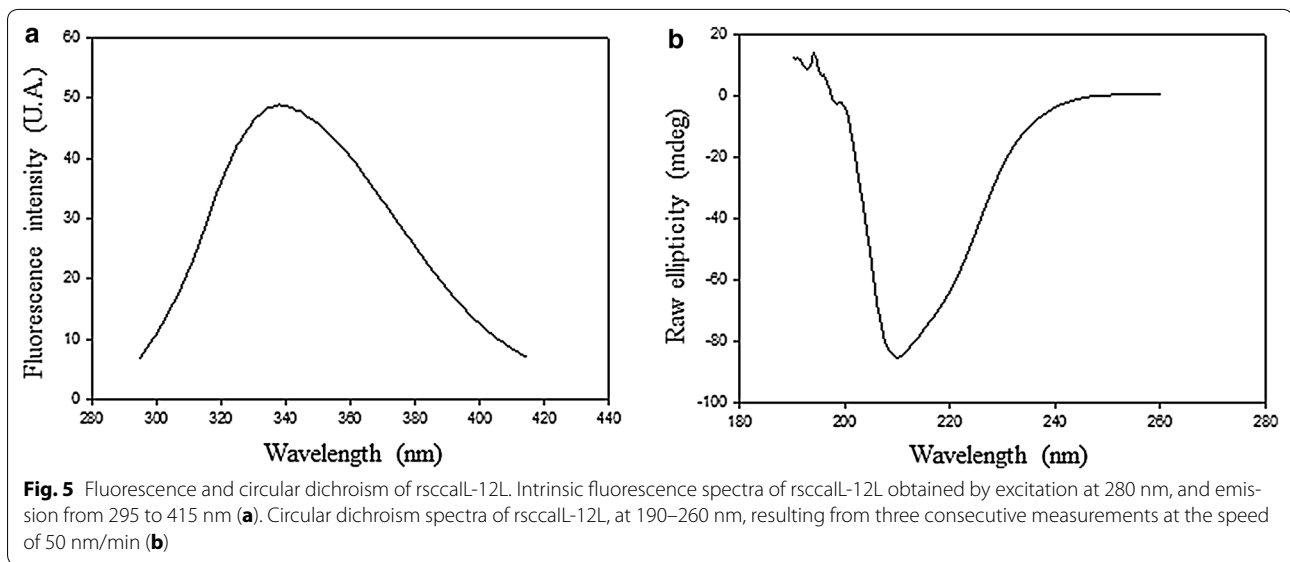 a
60
50
40
30
20
10
0
280 300 320 340 360 380 400 420 440
Fluorescence intensity (U.A.)
Wavelength (nm)
b
20
0
-20
-40
-60
-80
-100
180 200 220 240 260 280
Raw ellipticity (mdeg)
Wavelength (nm)
Fig. 5 Fluorescence and circular dichroism of rsccaIL-12L. Intrinsic fluorescence spectra of rsccaIL-12L obtained by excitation at 280 nm, and emis-
sion from 295 to 415 nm (a). Circular dichroism spectra of rsccaIL-12L, at 190–260 nm, resulting from three consecutive measurements at the speed
of 50 nm/min (b)